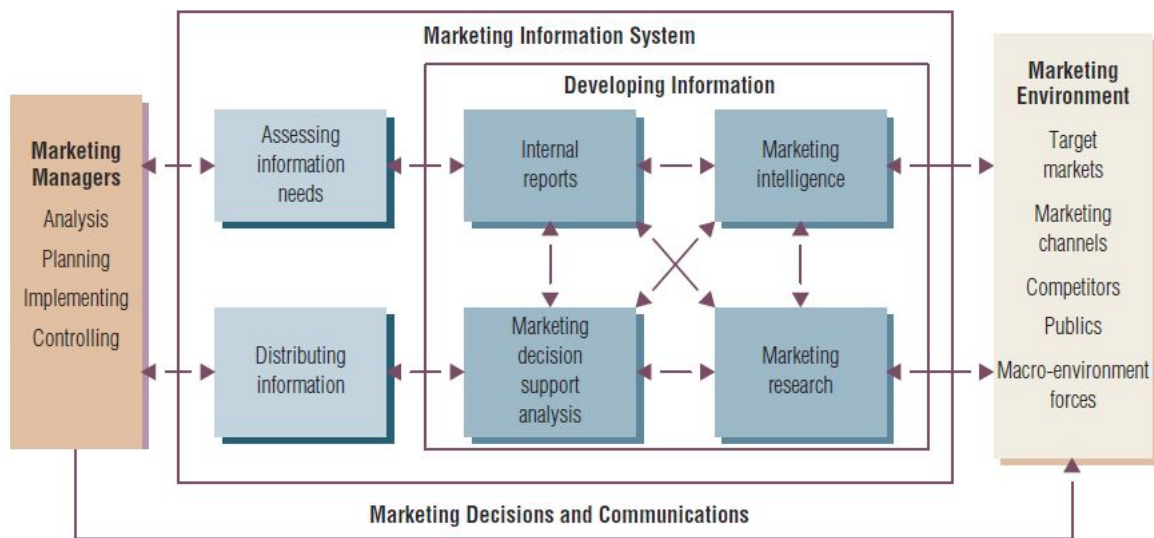 Marketing Information System
Developing Information
Marketing
Managers
Analysis
Planning
Implementing
Controlling
Assessing
information
needs
Distributing
information
Internal
reports
Marketing
intelligence
Marketing
decision
support
analysis
Marketing
research
Marketing
Environment
Target
markets
Marketing
channels
Competitors
Publics
Macro-environment
forces
Marketing Decisions and Communications